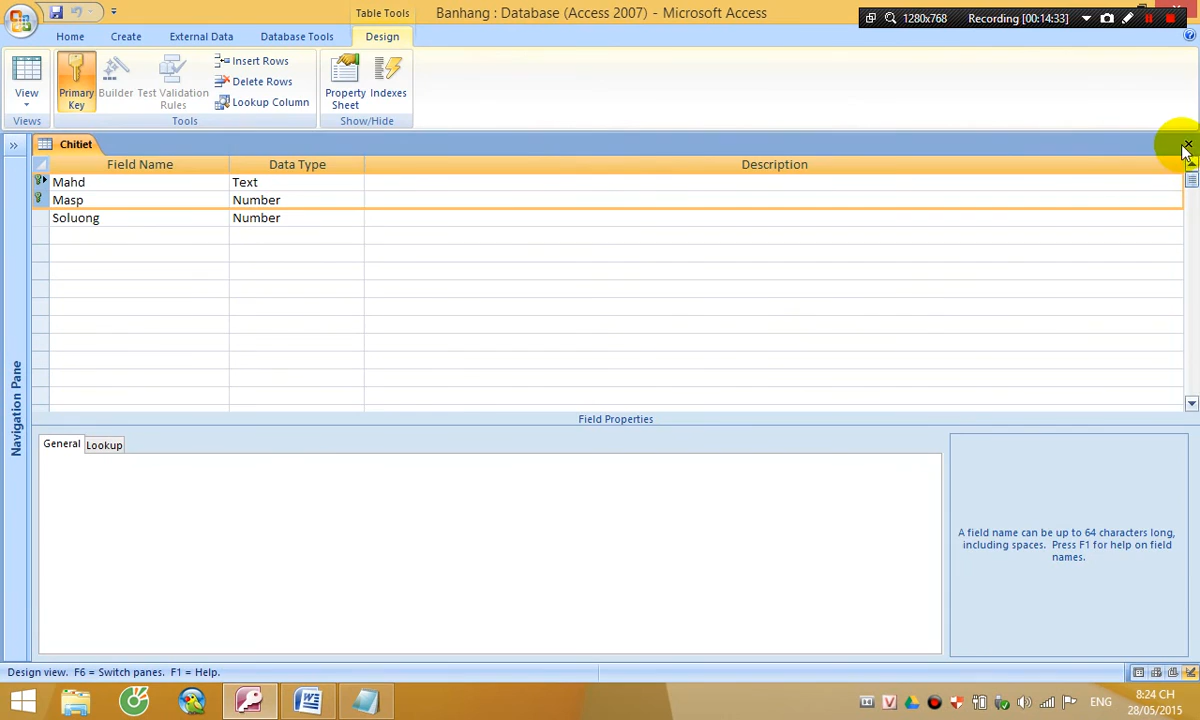 Table Tools
Banhang : Database (Access 2007) - Microsoft Access
1280x768
Recording [00:14:33]
Home
Create
External Data
Database Tools
Design
View
Primary Key
Builder
Test Validation Rules
Insert Rows
Delete Rows
Lookup Column
Property Sheet
Indexes
Views
Tools
Show/Hide
Chitiet
Field Name
Data Type
Description
Mahd
Text
Masp
Number
Soluong
Number
Navigation Pane
Field Properties
General
Lookup
A field name can be up to 64 characters long,
including spaces. Press F1 for help on field
names.
Design view. F6 = Switch panes. F1 = Help.
ENG
8:24 CH
28/05/2015